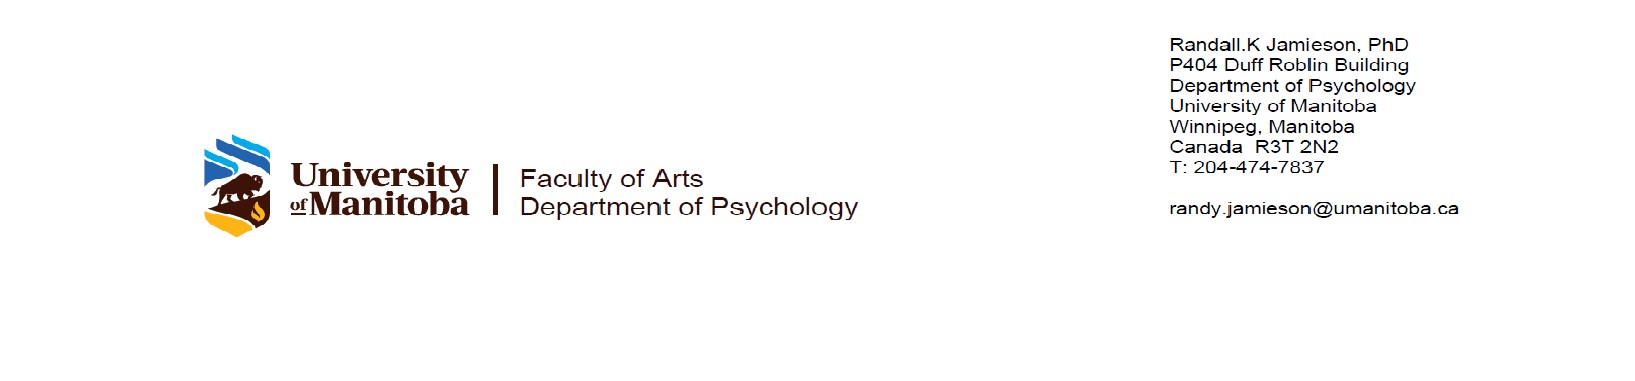 Randall.K Jamieson, PhD
P404 Duff Roblin Building
Department of Psychology
University of Manitoba
Winnipeg, Manitoba
Canada  R3T 2N2
T: 204-474-7837
randy.jamieson@umanitoba.ca
University
of Manitoba
Faculty of Arts
Department of Psychology